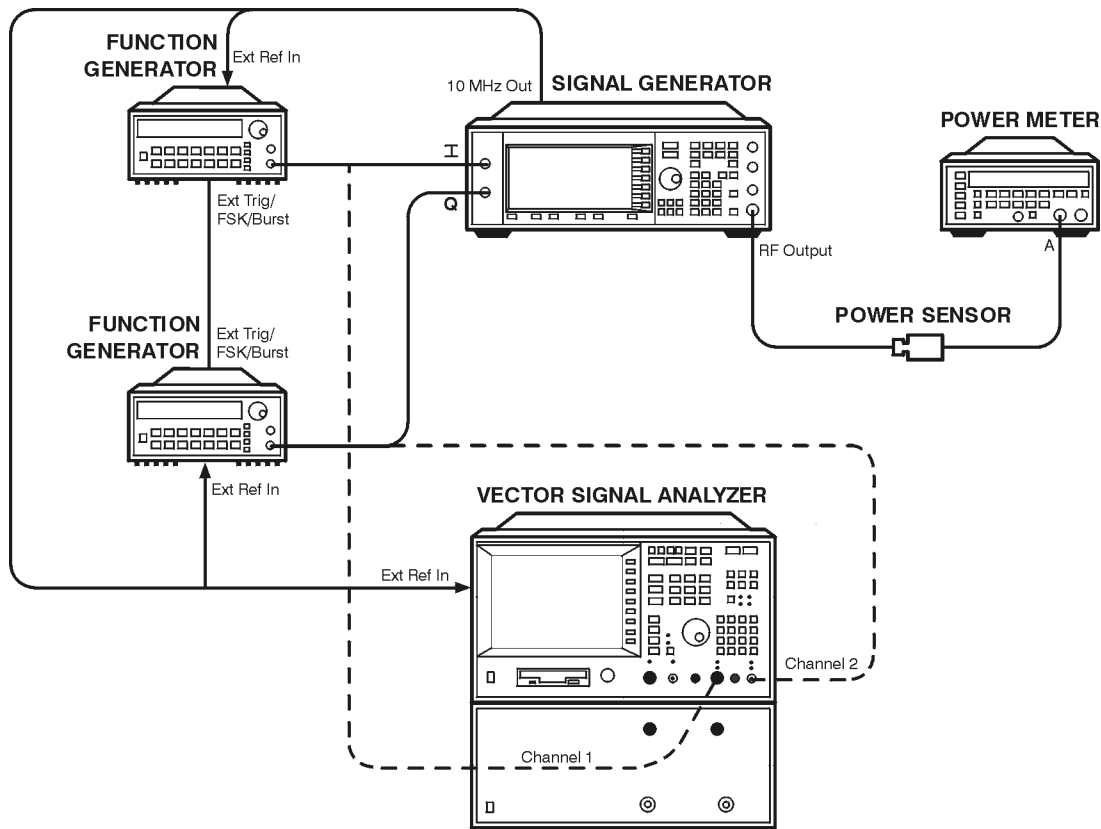 FUNCTION
GENERATOR
Ext Ref In
10 MHz Out
SIGNAL GENERATOR
POWER METER
I
Q
Ext Trig/
FSK/Burst
RF Output
A
POWER SENSOR
FUNCTION
GENERATOR
Ext Trig/
FSK/Burst
Ext Ref In
VECTOR SIGNAL ANALYZER
Ext Ref In
Channel 2
Channel 1